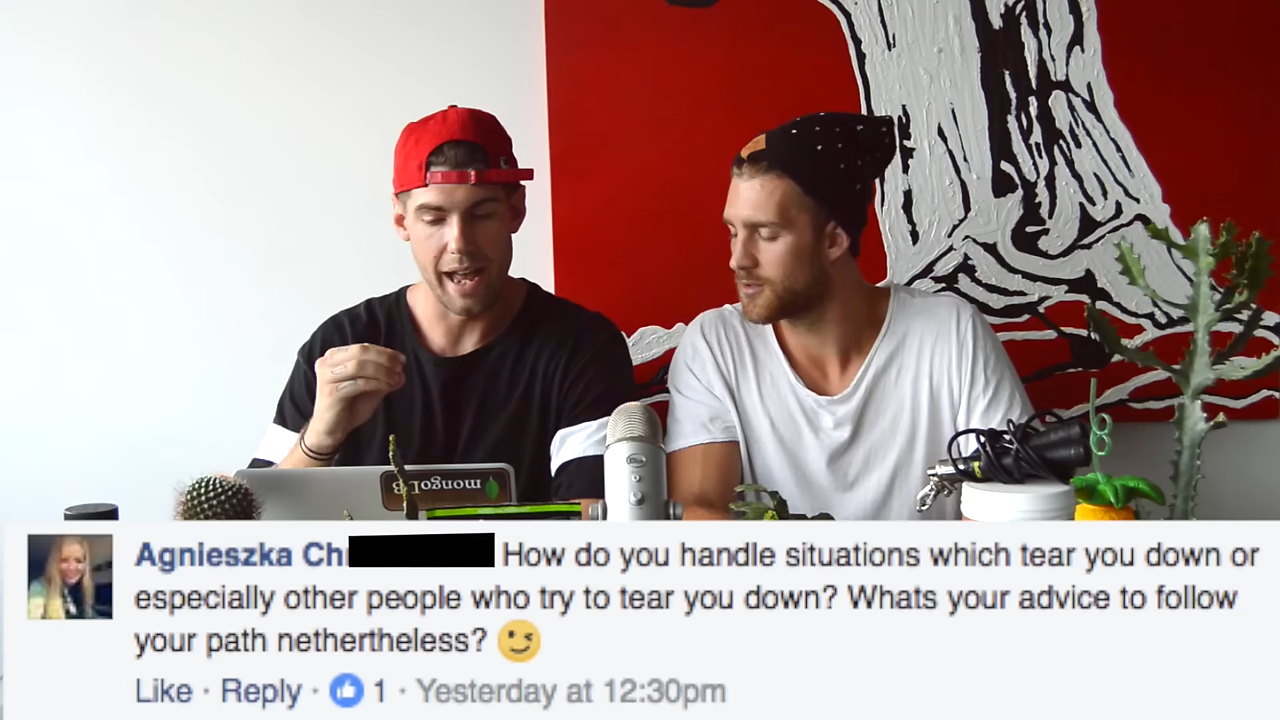 mongoDB
Agnieszka Ch How do you handle situations which tear you down or
especially other people who try to tear you down? Whats your advice to follow
your path nethertheless? 😉
Like · Reply · 1 · Yesterday at 12:30pm